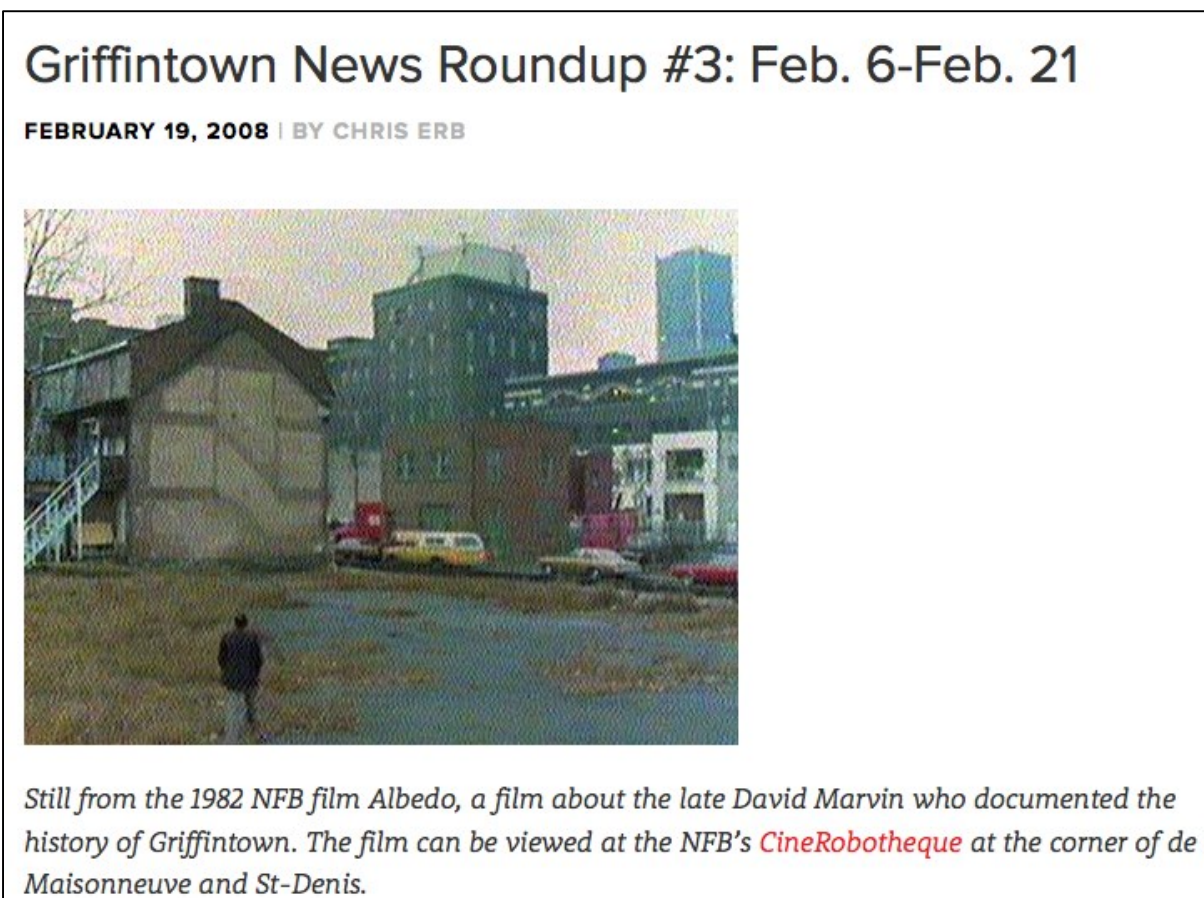 Griffintown News Roundup #3: Feb. 6-Feb. 21
FEBRUARY 19, 2008 | BY CHRIS ERB
Still from the 1982 NFB film Albedo, a film about the late David Marvin who documented the
history of Griffintown. The film can be viewed at the NFB's CineRobotheque at the corner of de
Maisonneuve and St-Denis.